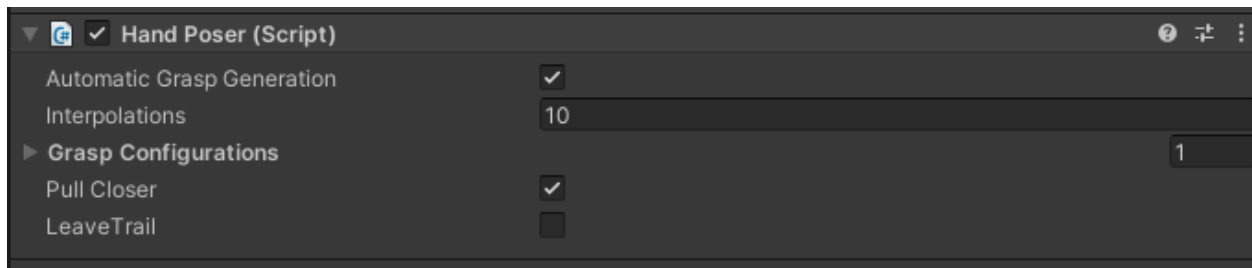 Hand Poser (Script)
Automatic Grasp Generation
Interpolations 10
Grasp Configurations 1
Pull Closer
LeaveTrail